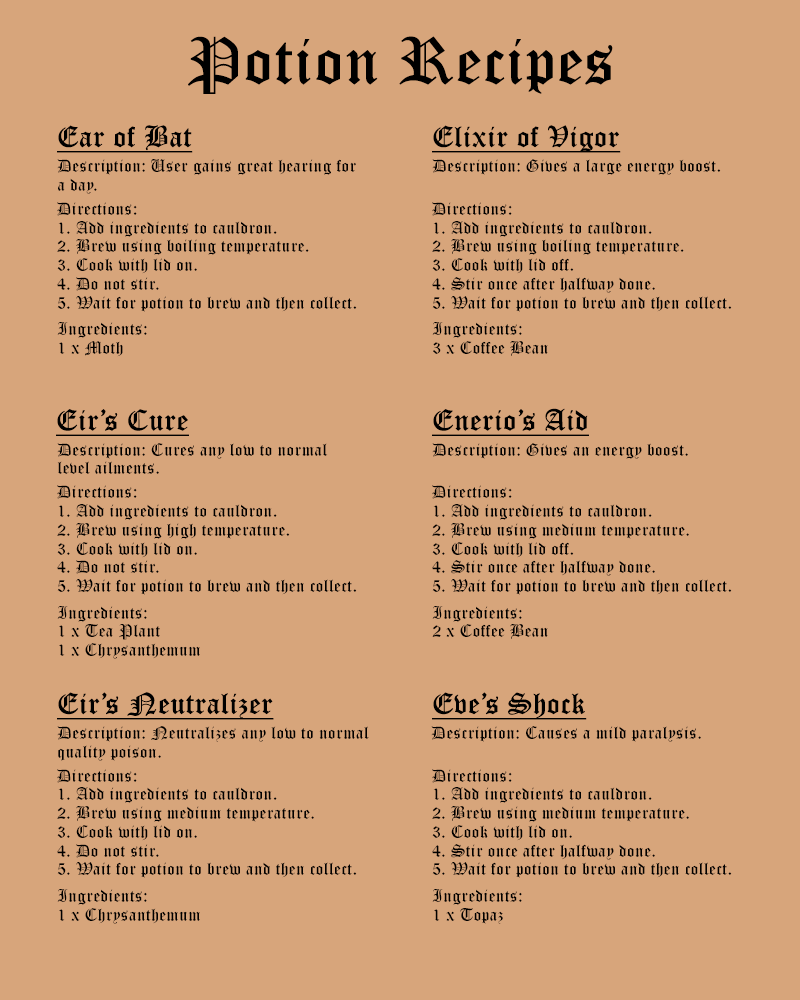 Potion Recipes
Ear of Bat
Description: User gains great hearing for
a day.
Directions:
1. Add ingredients to cauldron.
2. Brew using boiling temperature.
3. Cook with lid on.
4. Do not stir.
5. Wait for potion to brew and then collect.
Ingredients:
1 x Moth
Elixir of Vigor
Description: Gives a large energy boost.
Directions:
1. Add ingredients to cauldron.
2. Brew using boiling temperature.
3. Cook with lid off.
4. Stir once after halfway done.
5. Wait for potion to brew and then collect.
Ingredients:
3 x Coffee Bean
Eir's Cure
Description: Cures any low to normal
level ailments.
Directions:
1. Add ingredients to cauldron.
2. Brew using high temperature.
3. Cook with lid on.
4. Do not stir.
5. Wait for potion to brew and then collect.
Ingredients:
1 x Tea Plant
1 x Chrysanthemum
Enerio's Aid
Description: Gives an energy boost.
Directions:
1. Add ingredients to cauldron.
2. Brew using medium temperature.
3. Cook with lid off.
4. Stir once after halfway done.
5. Wait for potion to brew and then collect.
Ingredients:
2 x Coffee Bean
Eir's Neutralizer
Description: Neutralizes any low to normal
quality poison.
Directions:
1. Add ingredients to cauldron.
2. Brew using medium temperature.
3. Cook with lid on.
4. Do not stir.
5. Wait for potion to brew and then collect.
Ingredients:
1 x Chrysanthemum
Eve's Shock
Description: Causes a mild paralysis.
Directions:
1. Add ingredients to cauldron.
2. Brew using medium temperature.
3. Cook with lid on.
4. Stir once after halfway done.
5. Wait for potion to brew and then collect.
Ingredients:
1 x Topaz